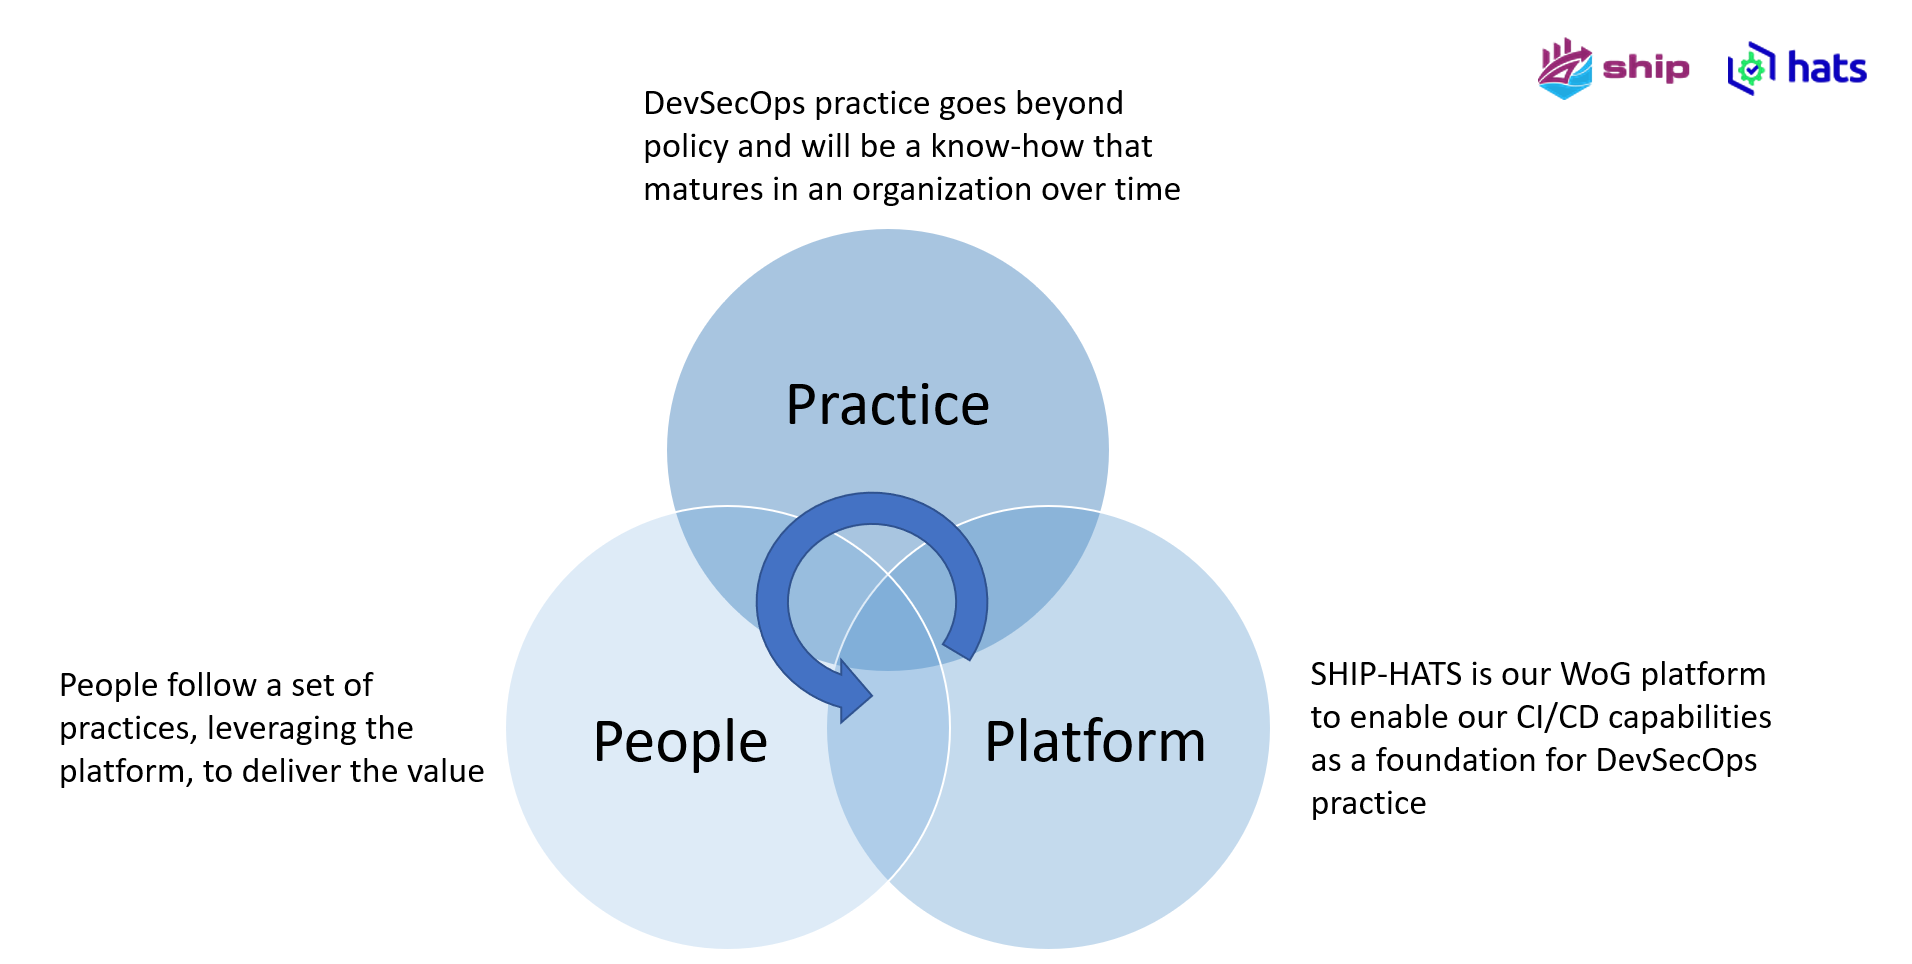 ship hats
DevSecOps practice goes beyond
policy and will be a know-how that
matures in an organization over time
Practice
People follow a set of
practices, leveraging the
platform, to deliver the value
People
Platform
SHIP-HATS is our WoG platform
to enable our CI/CD capabilities
as a foundation for DevSecOps
practice